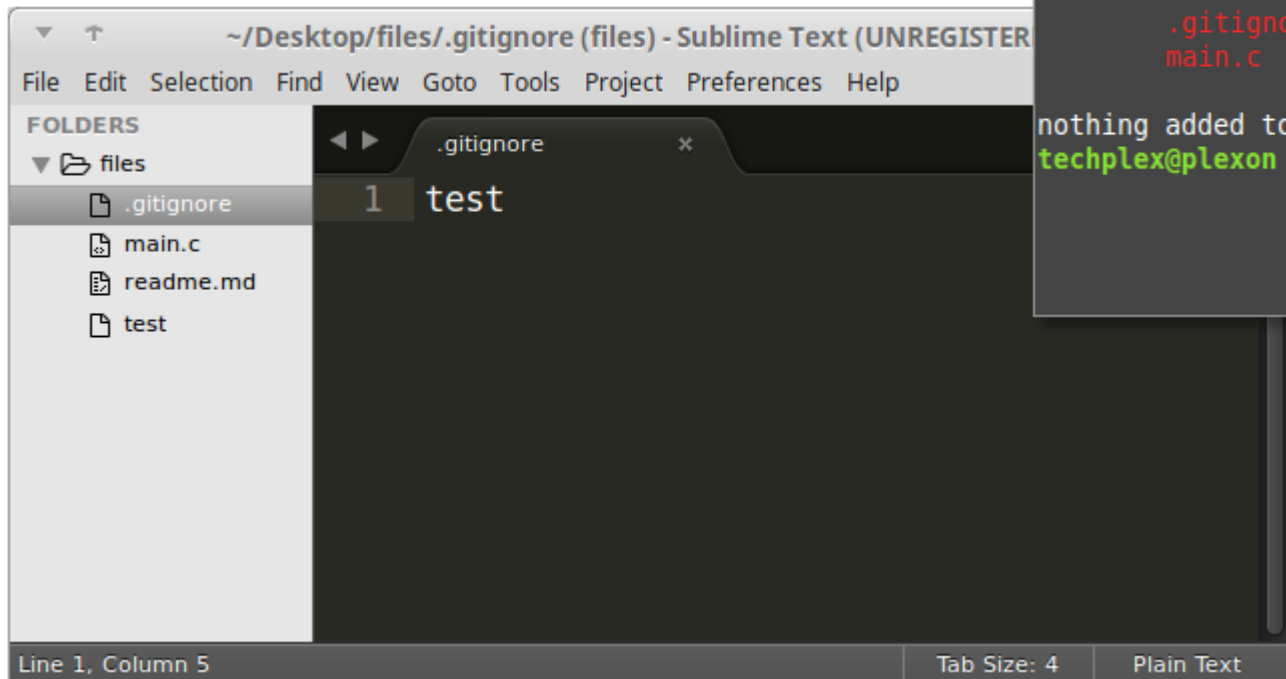 ~/Desktop/files/.gitignore (files) - Sublime Text (UNREGISTER
File Edit Selection Find View Goto Tools Project Preferences Help
FOLDERS
files
.gitignore
main.c
readme.md
test
.gitignore
1 test
.gitigno
main.c
nothing added to
techplex@plexon
Line 1, Column 5
Tab Size: 4
Plain Text